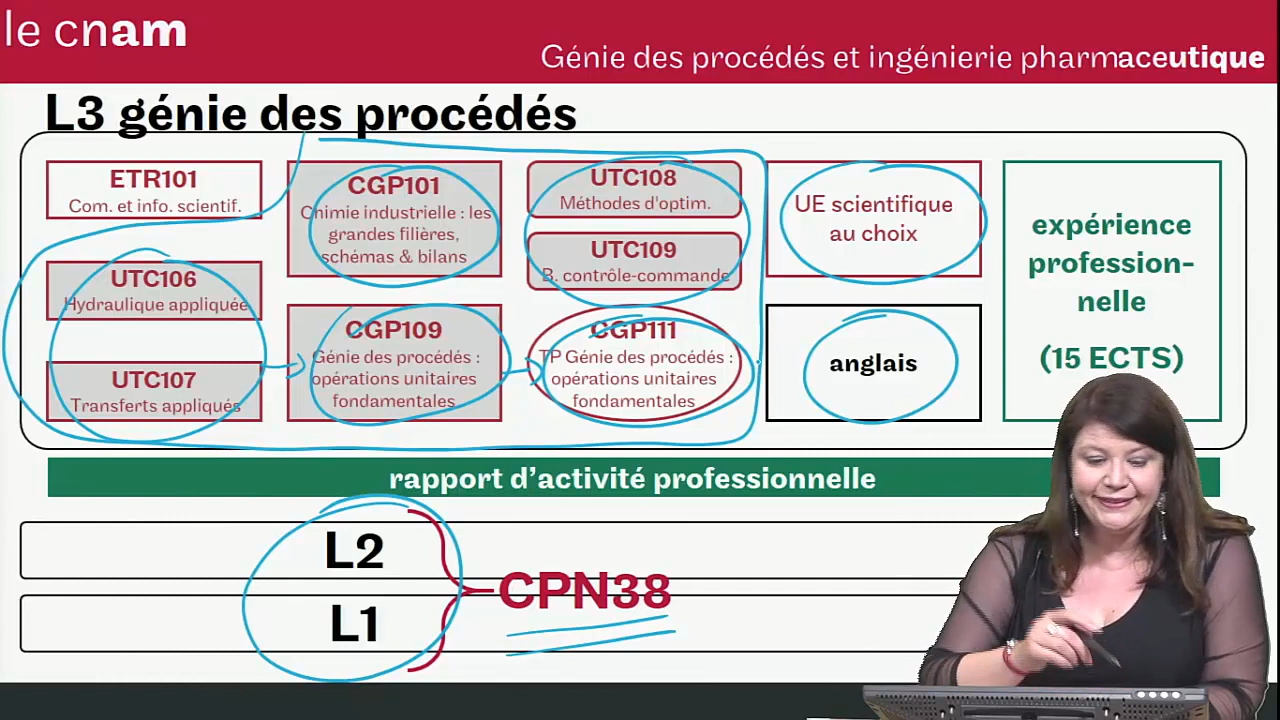 le cnam
Génie des procédés et ingénierie pharmaceutique
L3 génie des procédés
ETR101
Com. et info. scientif.
UTC106
Hydraulique appliquée
UTC107
Transferts appliqués
CGP101
Chimie industrielle : les
grandes filières,
schémas & bilans
CGP109
Génie des procédés :
opérations unitaires
fondamentales
UTC108
Méthodes d'optim.
UTC109
B. contrôle-commande
CGP111
TP Génie des procédés :
opérations unitaires
fondamentales
UE scientifique
au choix
anglais
expérience
profession-
nelle
(15 ECTS)
rapport d'activité professionnelle
L2
L1
CPN38